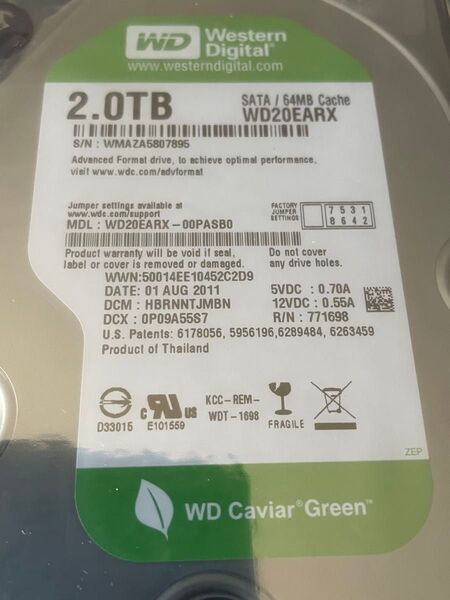 WD Western Digital®
www.westerndigital.com
2.0TB
SATA / 64MB Cache
WD20EARX
S/N : WMAZA5807895
Advanced Format drive, to achieve optimal performance,
visit www.wdc.com/advformat
Jumper settings available at
www.wdc.com/support
FACTORY JUMPER SETTINGS
7 5 3 1
8 6 4 2
MDL : WD20EARX-00PASB0
Product warranty will be void if seal,
label or cover is removed or damaged.
Do not cover
any drive holes.
WWN:50014EE10452C2D9
DATE: 01 AUG 2011
DCM : HBRNNTJMBN
DCX : 0P09A55S7
5VDC : 0.70A
12VDC : 0.55A
R/N : 771698
U.S. Patents: 6178056, 5956196,6289484, 6263459
Product of Thailand
D33015
c RU US
E101559
KCC-REM-
WDT-1698
FRAGILE
ZEP
WD Caviar® Green™